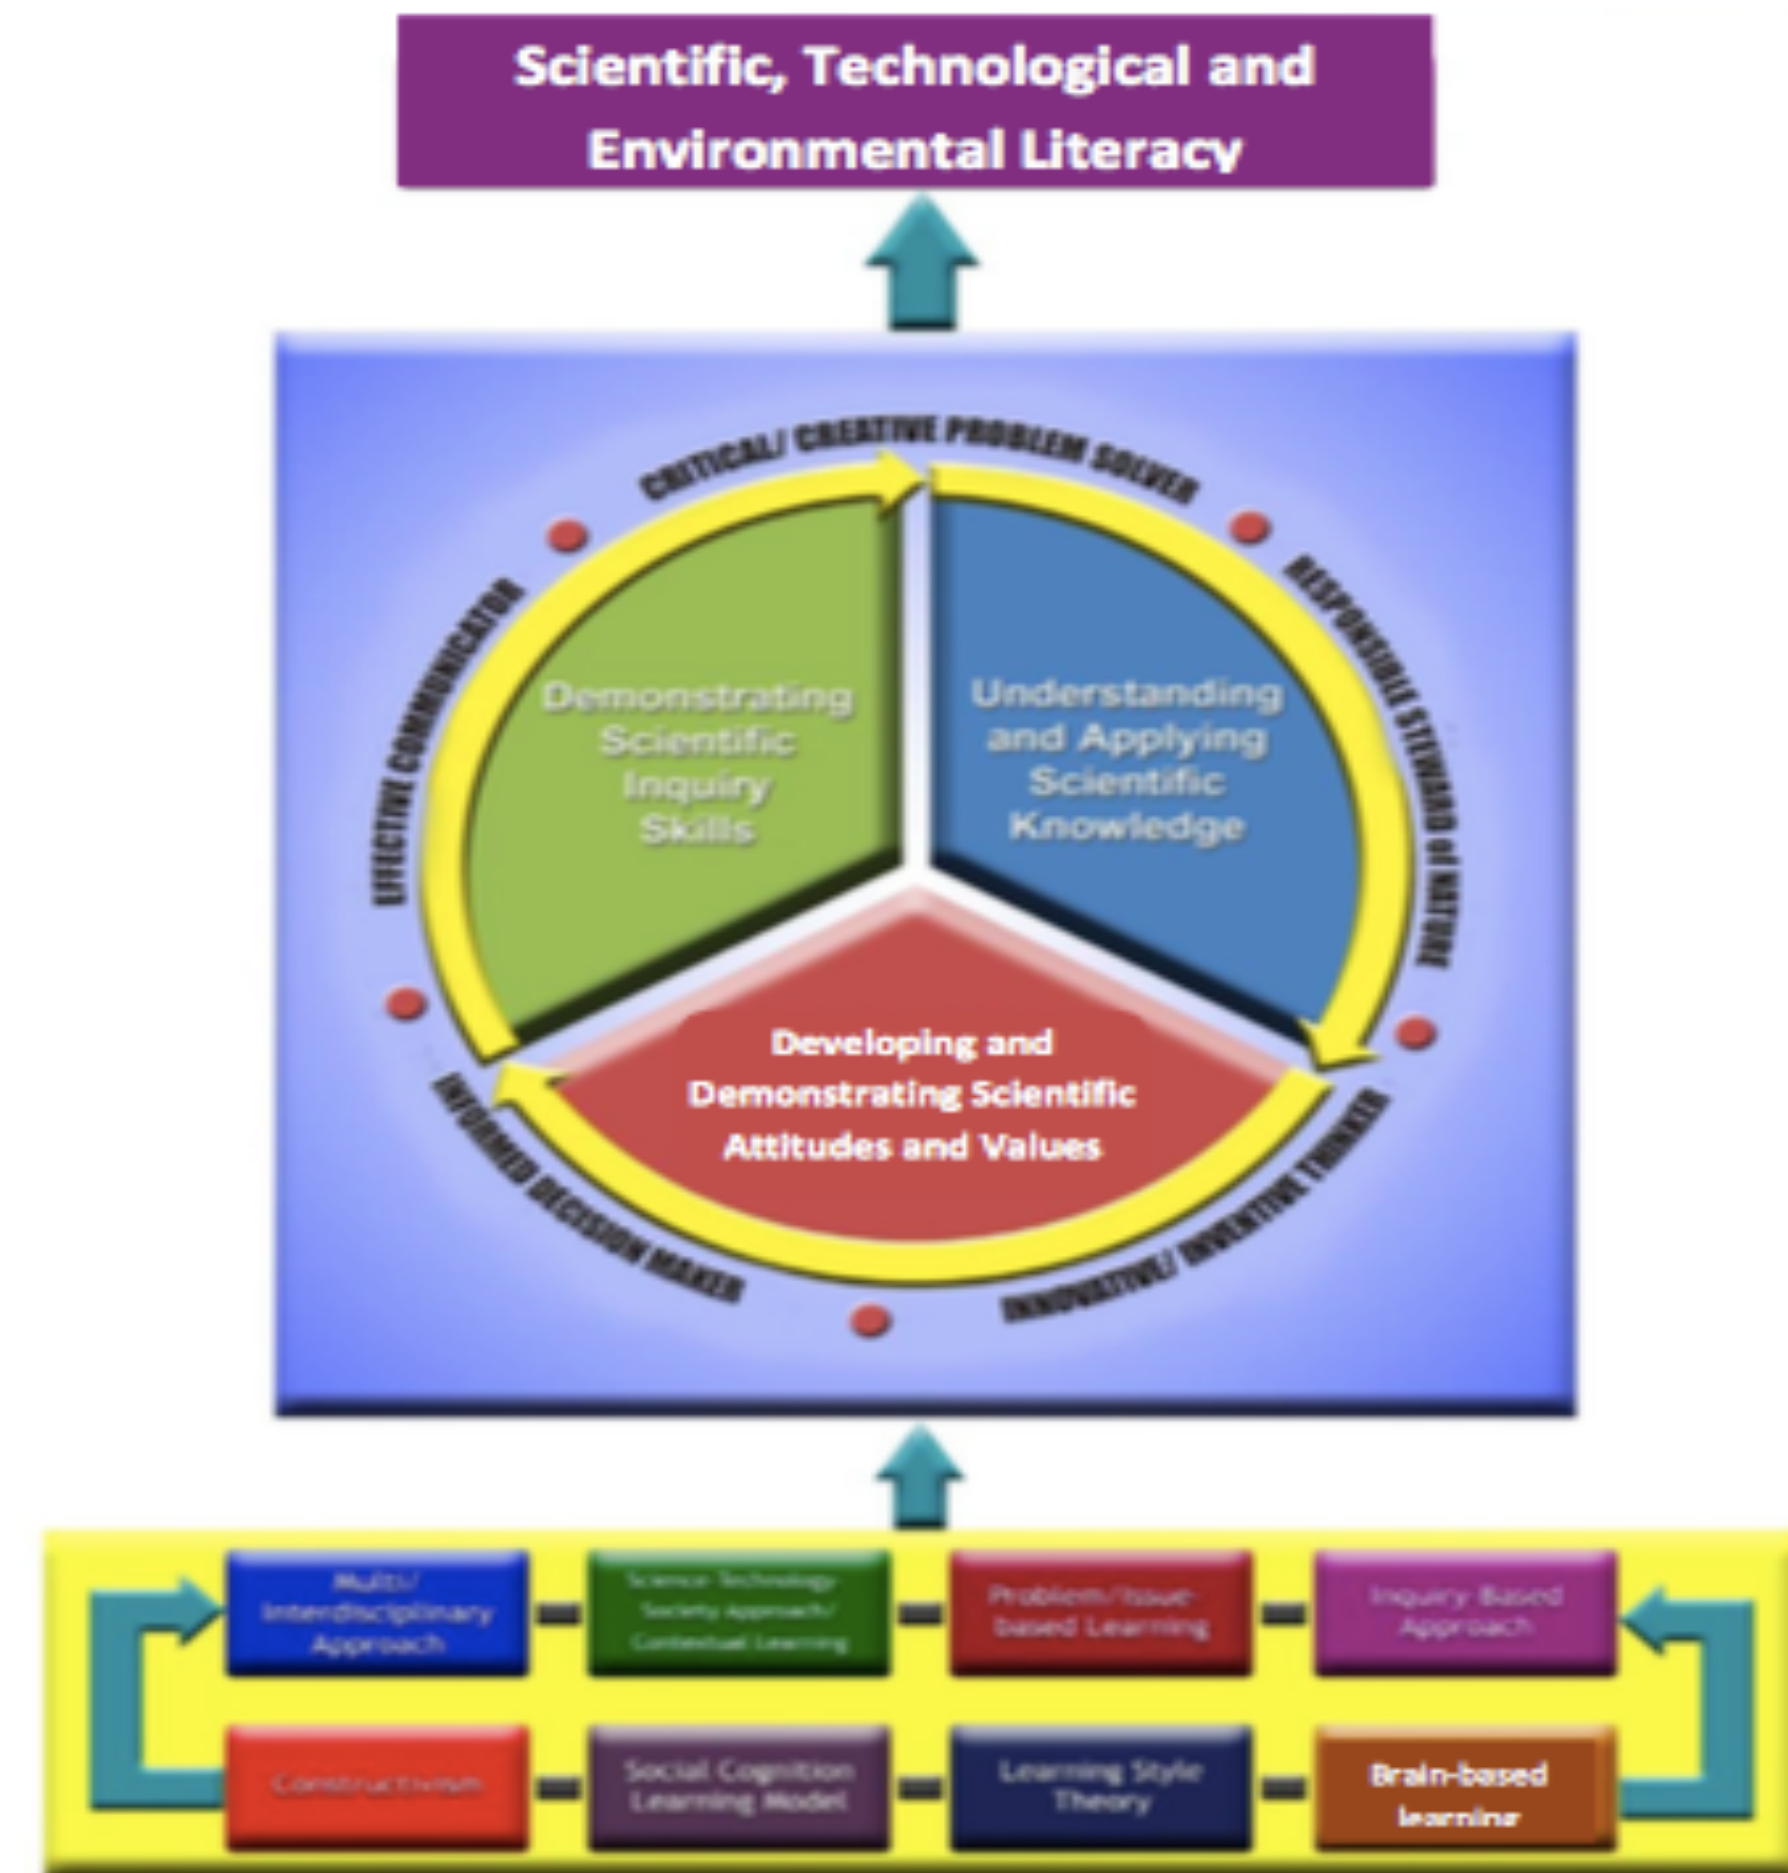 Scientific, Technological and
Environmental Literacy
CRITICAL/ CREATIVE PROBLEM SOLVER
EFFECTIVE COMMUNICATOR
RESPONSIBLE STEWARD of NATURE
Demonstrating
Scientific
Inquiry
Skills
Understanding
and Applying
Scientific
Knowledge
Developing and
Demonstrating Scientific
Attitudes and Values
INFORMED DECISION MAKER
INNOVATIVE/ INVENTIVE THINKER
Multi/
Interdisciplinary
Approach
Science-Technology-
Society Approach/
Contextual Learning
Problem/Issue-
based Learning
Inquiry-Based
Approach
Constructivism
Social Cognition
Learning Model
Learning Style
Theory
Brain-based
learning